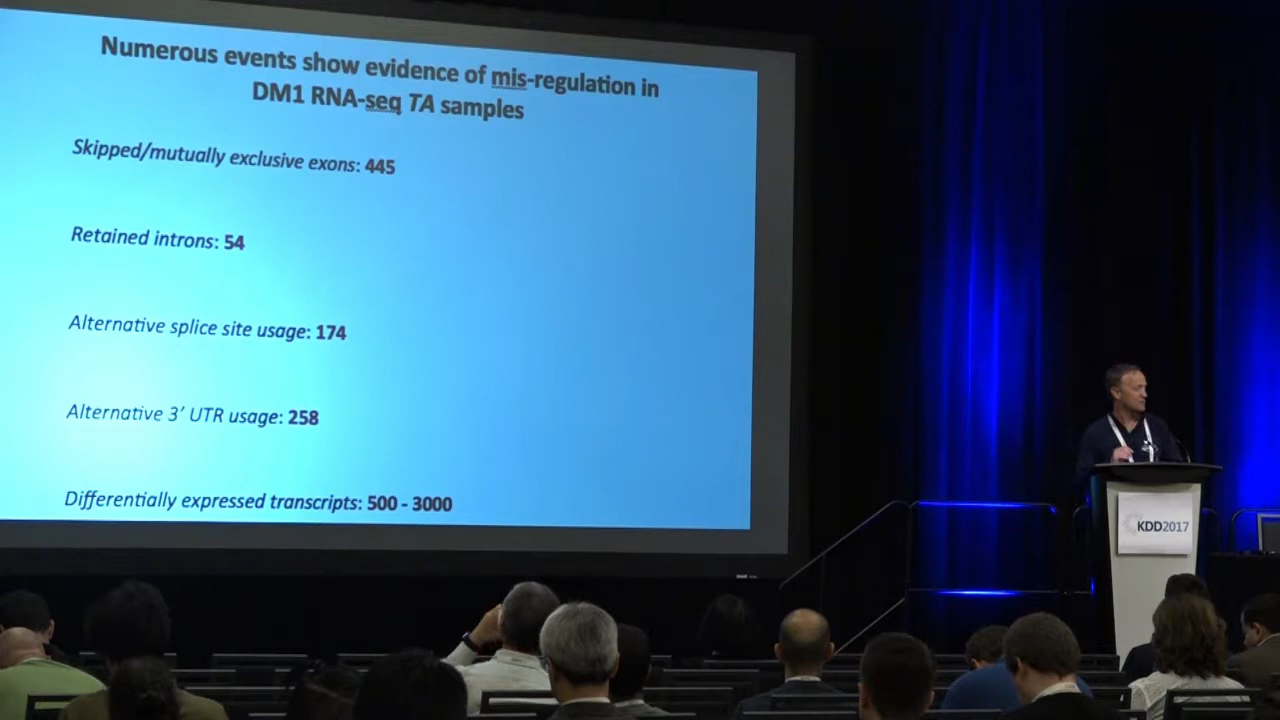 Numerous events show evidence of mis-regulation in
DM1 RNA-seq TA samples
Skipped/mutually exclusive exons: 445
Retained introns: 54
Alternative splice site usage: 174
Alternative 3′ UTR usage: 258
Differentially expressed transcripts: 500 - 3000
KDD2017